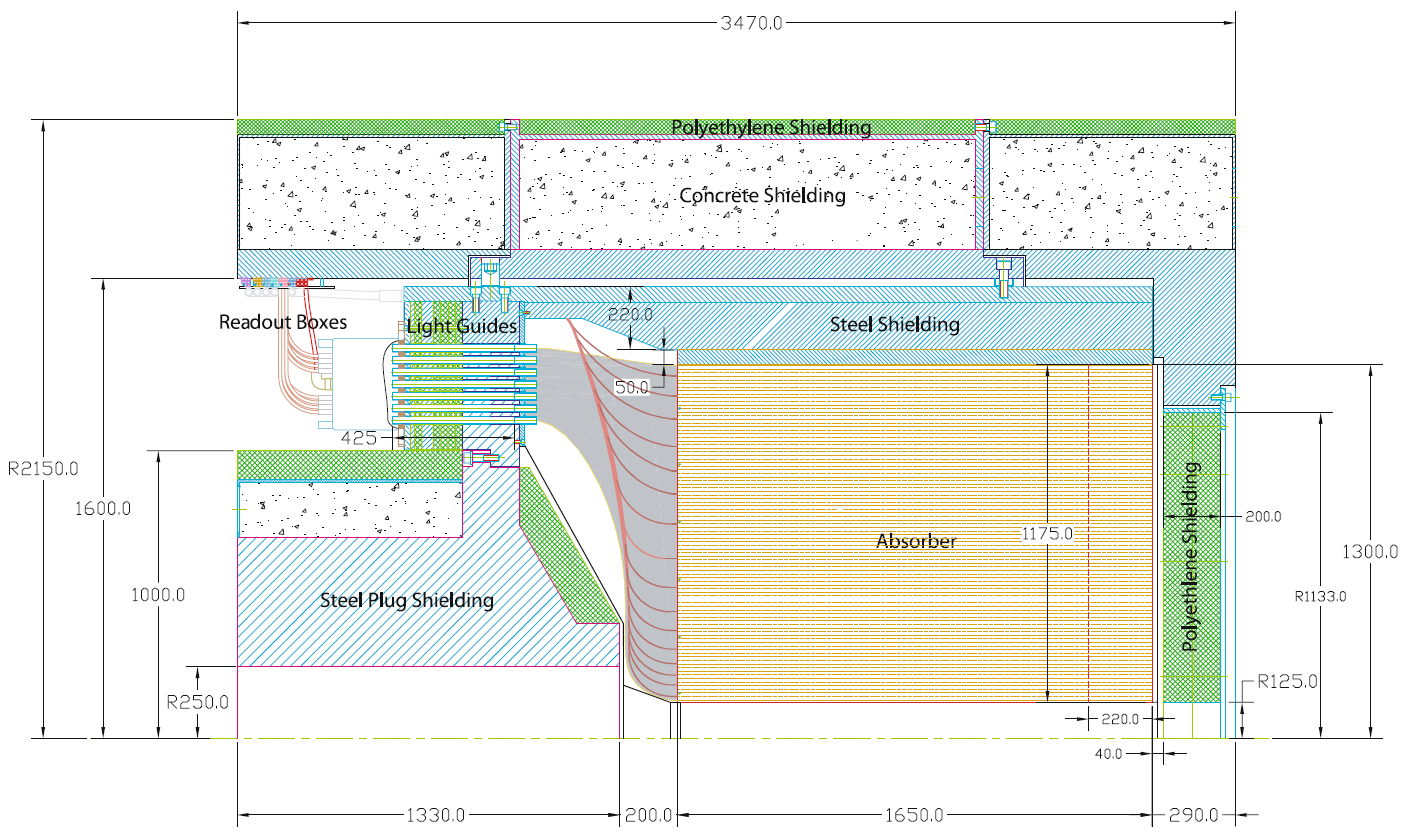 3470.0
Polyethylene Shielding
Concrete Shielding
Readout Boxes
Light Guides
220.0
Steel Shielding
50.0
425
R2150.0
1600.0
Absorber
1175.0
200.0
1300.0
1000.0
Steel Plug Shielding
Polyethylene Shielding
R1133.0
R250.0
R125.0
220.0
40.0
1330.0
200.0
1650.0
290.0